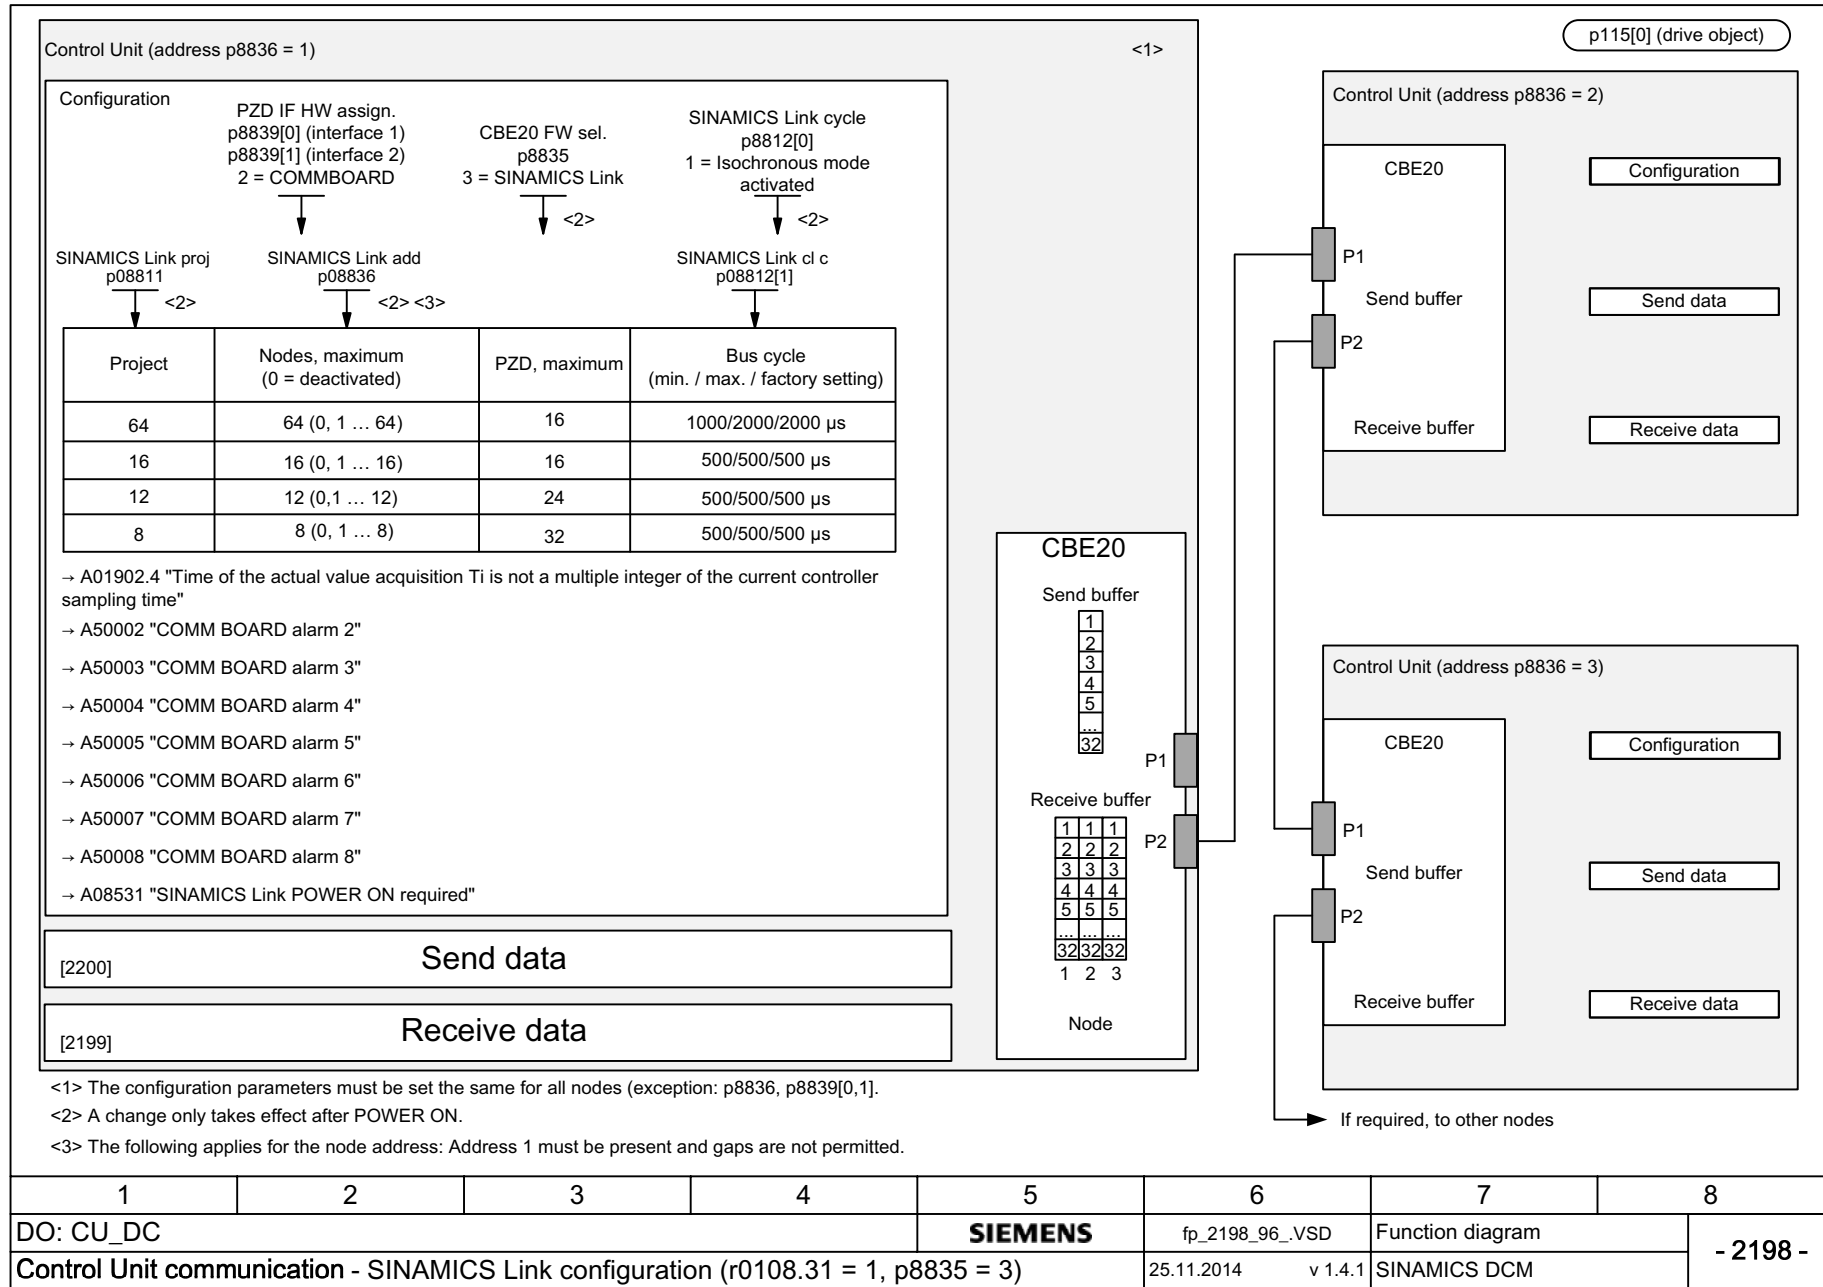 Control Unit (address p8836 = 1)
<1>
Configuration
PZD IF HW assign.
p8839[0] (interface 1)
p8839[1] (interface 2)
2 = COMMBOARD
CBE20 FW sel.
p8835
3 = SINAMICS Link
<2>
SINAMICS Link cycle
p8812[0]
1 = Isochronous mode
activated
<2>
SINAMICS Link proj
p08811
<2>
SINAMICS Link add
p08836
<2> <3>
SINAMICS Link cl c
p08812[1]
Project
Nodes, maximum
(0 = deactivated)
PZD, maximum
Bus cycle
(min. / max. / factory setting)
64 64 (0, 1 … 64) 16 1000/2000/2000 µs
16 16 (0, 1 … 16) 16 500/500/500 µs
12 12 (0,1 … 12) 24 500/500/500 µs
8 8 (0, 1 … 8) 32 500/500/500 µs
→ A01902.4 "Time of the actual value acquisition Ti is not a multiple integer of the current controller
sampling time"
→ A50002 "COMM BOARD alarm 2"
→ A50003 "COMM BOARD alarm 3"
→ A50004 "COMM BOARD alarm 4"
→ A50005 "COMM BOARD alarm 5"
→ A50006 "COMM BOARD alarm 6"
→ A50007 "COMM BOARD alarm 7"
→ A50008 "COMM BOARD alarm 8"
→ A08531 "SINAMICS Link POWER ON required"
[2200] Send data
[2199] Receive data
CBE20
Send buffer
1
2
3
4
5
...
32
P1
Receive buffer
P2
1 1 1
2 2 2
3 3 3
4 4 4
5 5 5
... ... ...
32 32 32
1 2 3
Node
p115[0] (drive object)
Control Unit (address p8836 = 2)
CBE20
Configuration
P1
Send buffer
Send data
P2
Receive buffer
Receive data
Control Unit (address p8836 = 3)
CBE20
Configuration
P1
Send buffer
Send data
P2
Receive buffer
Receive data
If required, to other nodes
<1> The configuration parameters must be set the same for all nodes (exception: p8836, p8839[0,1].
<2> A change only takes effect after POWER ON.
<3> The following applies for the node address: Address 1 must be present and gaps are not permitted.
1 2 3 4 5 6 7 8
DO: CU_DC SIEMENS fp_2198_96_.VSD Function diagram
- 2198 -
Control Unit communication - SINAMICS Link configuration (r0108.31 = 1, p8835 = 3) 25.11.2014 v 1.4.1 SINAMICS DCM